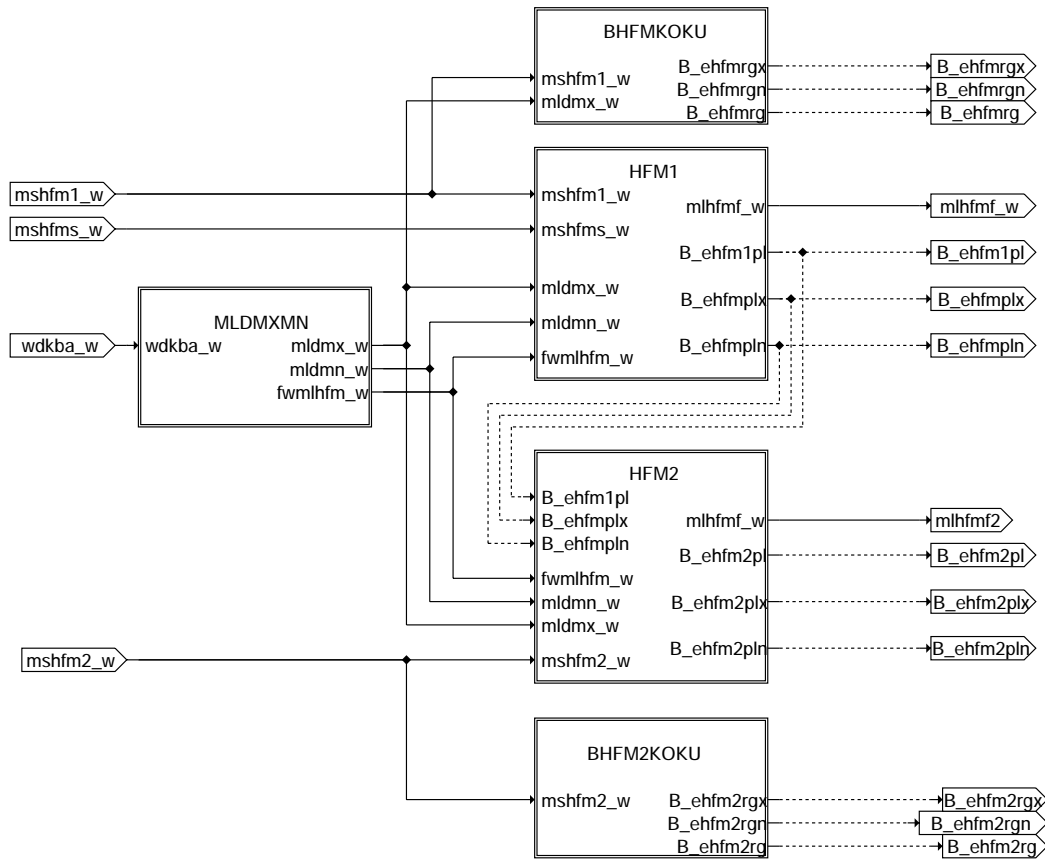 BHFMKOKU
mshfm1_w
mldmx_w
B_ehfmrgx
B_ehfmrgn
B_ehfmrg
B_ehfmrgx
B_ehfmrgn
B_ehfmrg
mshfm1_w
mshfms_w
HFM1
mshfm1_w
mshfms_w
mldmx_w
mldmn_w
fwmlhfm_w
mlhfmf_w
B_ehfm1pl
B_ehfmplx
B_ehfmpln
mlhfmf_w
B_ehfm1pl
B_ehfmplx
B_ehfmpln
wdkba_w
MLDMXMN
wdkba_w
mldmx_w
mldmn_w
fwmlhfm_w
HFM2
B_ehfm1pl
B_ehfmplx
B_ehfmpln
fwmlhfm_w
mldmn_w
mldmx_w
mshfm2_w
mlhfmf_w
B_ehfm2pl
B_ehfm2plx
B_ehfm2pln
mlhfmf2
B_ehfm2pl
B_ehfm2plx
B_ehfm2pln
mshfm2_w
BHFM2KOKU
mshfm2_w
B_ehfm2rgx
B_ehfm2rgn
B_ehfm2rg
B_ehfm2rgx
B_ehfm2rgn
B_ehfm2rg